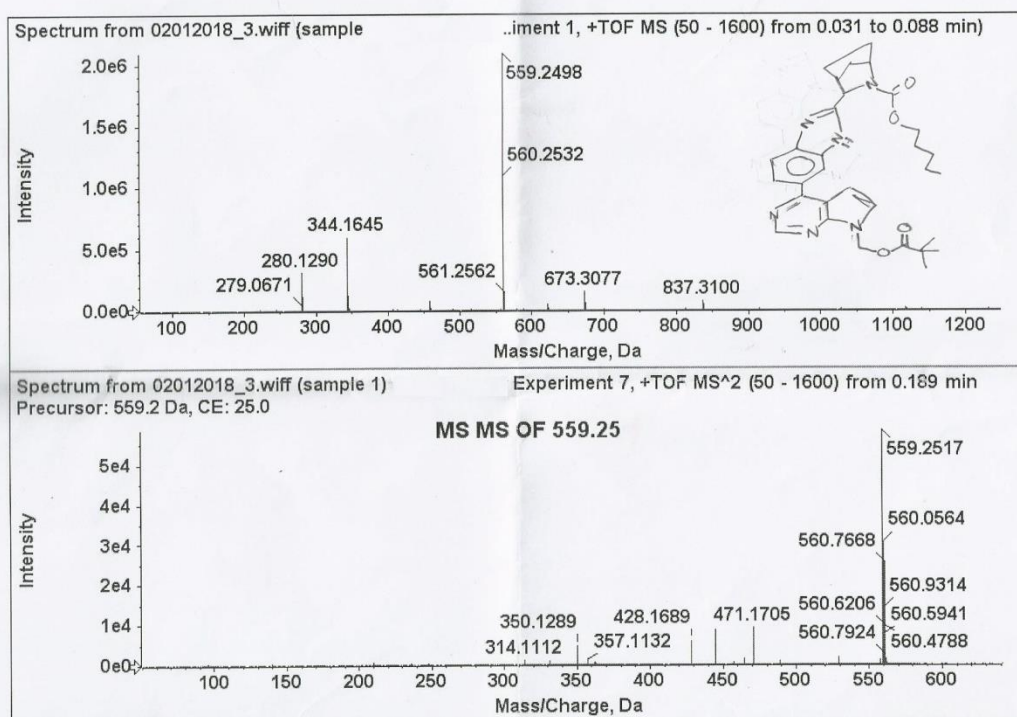 Spectrum from 02012018_3.wiff (sample ..iment 1, +TOF MS (50 - 1600) from 0.031 to 0.088 min)
2.0e6
1.5e6
1.0e6
5.0e5
0.0e0
Intensity
559.2498
560.2532
344.1645
280.1290
279.0671
561.2562
673.3077
837.3100
N
O
O
N
NH
N
N
N
O
O
100 200 300 400 500 600 700 800 900 1000 1100 1200
Mass/Charge, Da
Spectrum from 02012018_3.wiff (sample 1) Experiment 7, +TOF MS^2 (50 - 1600) from 0.189 min
Precursor: 559.2 Da, CE: 25.0
MS MS OF 559.25
5e4
4e4
3e4
2e4
1e4
0e0
Intensity
559.2517
560.0564
560.7668
560.9314
560.6206
560.5941
560.7924
560.4788
350.1289
428.1689
471.1705
314.1112
357.1132
100 150 200 250 300 350 400 450 500 550 600
Mass/Charge, Da